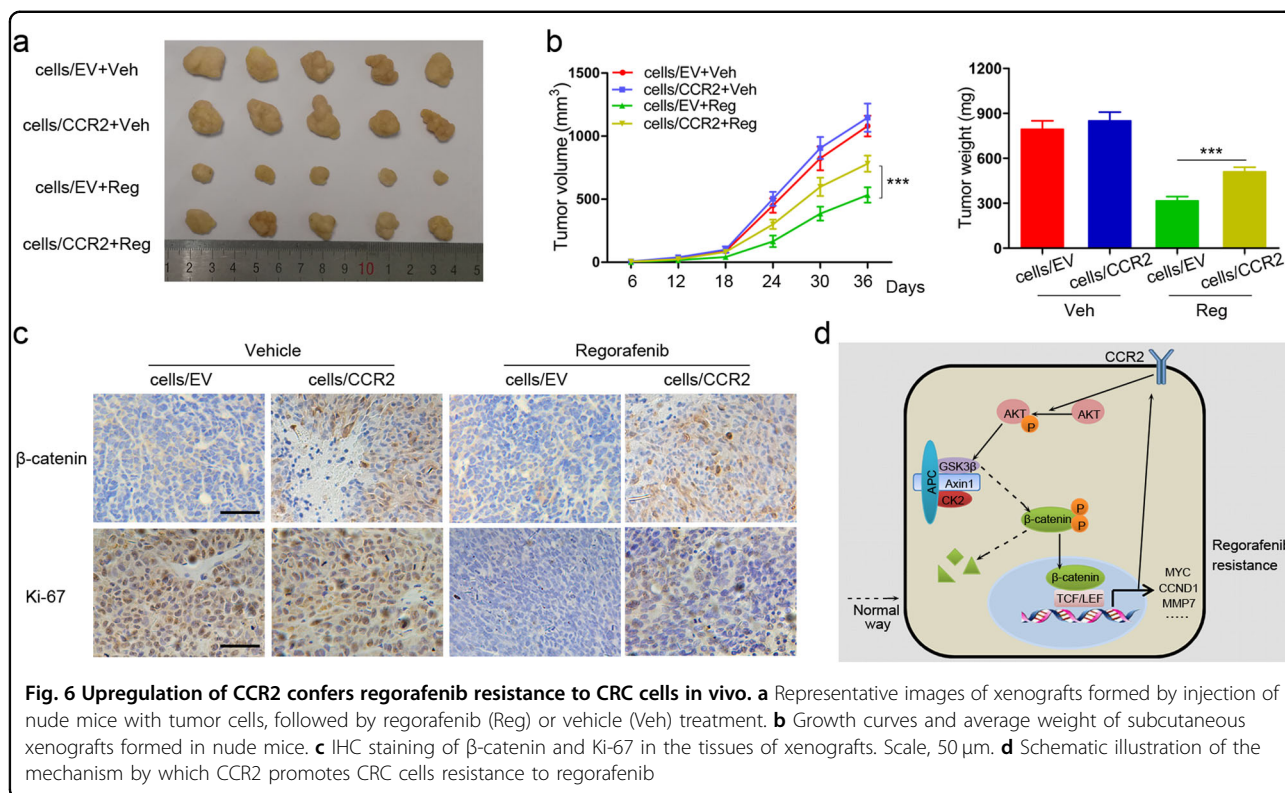 a
cells/EV+Veh
cells/CCR2+Veh
cells/EV+Reg
cells/CCR2+Reg
1 2 3 4 5 6 7 8 9 10 1 2 3 4 5
b
Tumor volume (mm³)
1500
1000
500
0
cells/EV+Veh
cells/CCR2+Veh
cells/EV+Reg
cells/CCR2+Reg
***
6 12 18 24 30 36 Days
Tumor weight (mg)
1200
900
600
300
0
***
cells/EV cells/CCR2 cells/EV cells/CCR2
Veh Reg
c
Vehicle Regorafenib
cells/EV cells/CCR2 cells/EV cells/CCR2
β-catenin
Ki-67
d
CCR2
AKT AKT
P
GSK3β
APC Axin1
CK2
β-catenin P
P
β-catenin
TCF/LEF
Normal
way
Regorafenib
resistance
MYC
CCND1
MMP7
.....
Fig. 6 Upregulation of CCR2 confers regorafenib resistance to CRC cells in vivo. a Representative images of xenografts formed by injection of
nude mice with tumor cells, followed by regorafenib (Reg) or vehicle (Veh) treatment. b Growth curves and average weight of subcutaneous
xenografts formed in nude mice. c IHC staining of β-catenin and Ki-67 in the tissues of xenografts. Scale, 50 μm. d Schematic illustration of the
mechanism by which CCR2 promotes CRC cells resistance to regorafenib